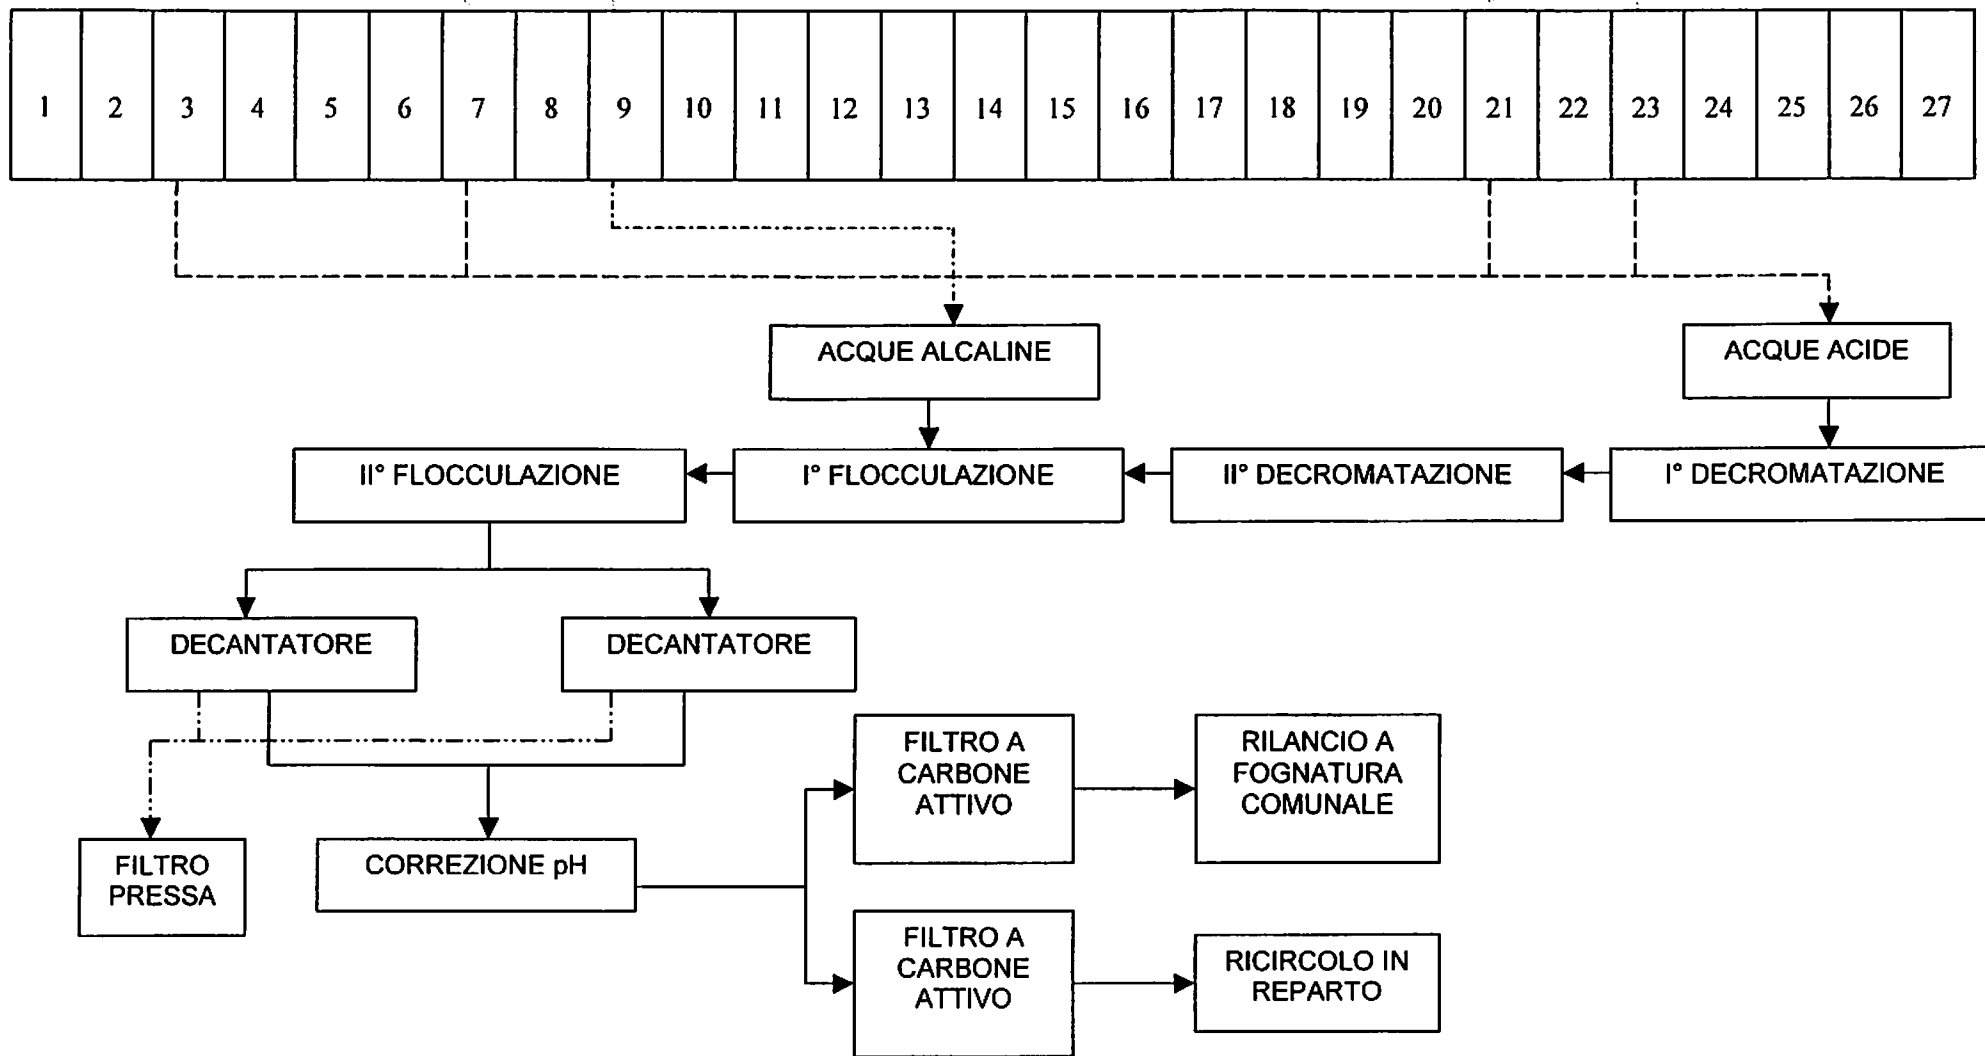 1 2 3 4 5 6 7 8 9 10 11 12 13 14 15 16 17 18 19 20 21 22 23 24 25 26 27
ACQUE ALCALINE
ACQUE ACIDE
II° FLOCCULAZIONE
I° FLOCCULAZIONE
II° DECROMATAZIONE
I° DECROMATAZIONE
DECANTATORE
DECANTATORE
FILTRO A
CARBONE
ATTIVO
RILANCIO A
FOGNATURA
COMUNALE
FILTRO
PRESSA
CORREZIONE pH
FILTRO A
CARBONE
ATTIVO
RICIRCOLO IN
REPARTO